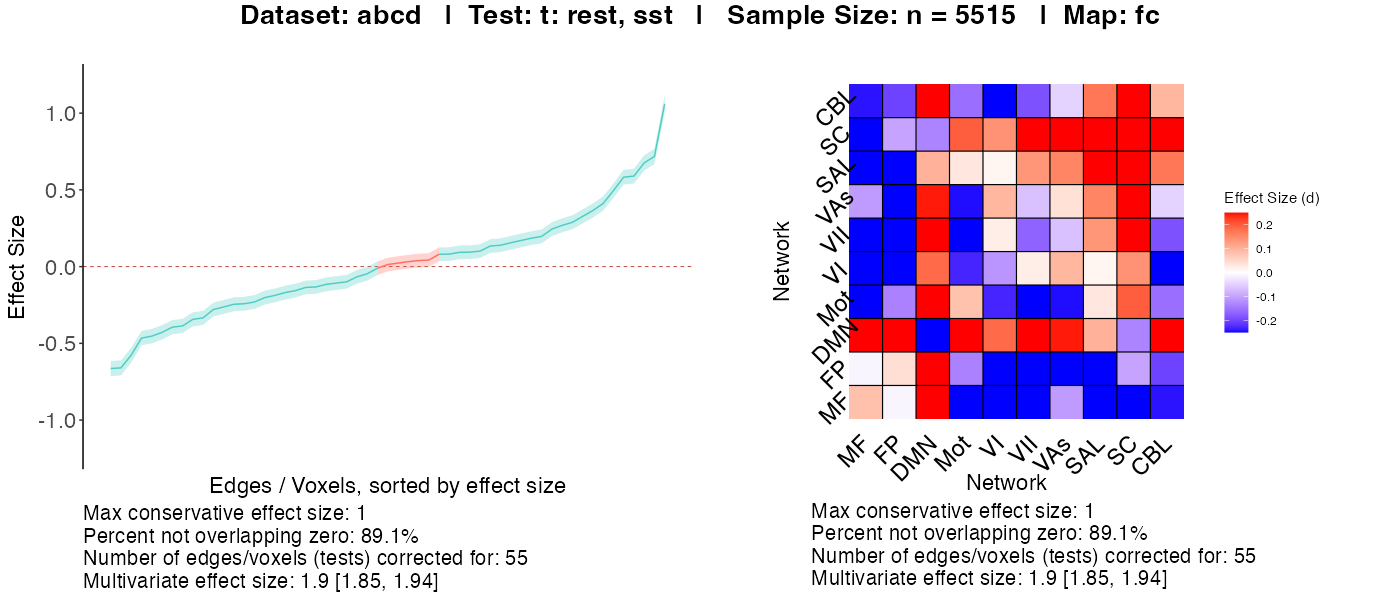 Dataset: abcd | Test: t: rest, sst | Sample Size: n = 5515 | Map: fc
Effect Size
1.0
0.5
0.0
-0.5
-1.0
Edges / Voxels, sorted by effect size
Max conservative effect size: 1
Percent not overlapping zero: 89.1%
Number of edges/voxels (tests) corrected for: 55
Multivariate effect size: 1.9 [1.85, 1.94]
Network
CBL
SC
SAL
VAs
VII
VI
Mot
DMN
FP
MF
MF
FP
DMN
Mot
VI
VII
VAs
SAL
SC
CBL
Network
Effect Size (d)
0.2
0.1
0.0
-0.1
-0.2
Max conservative effect size: 1
Percent not overlapping zero: 89.1%
Number of edges/voxels (tests) corrected for: 55
Multivariate effect size: 1.9 [1.85, 1.94]